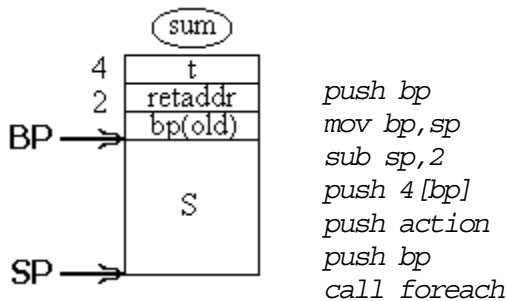 sum
4 t
2 retaddr
BP bp(old)
S
SP
push bp
mov bp,sp
sub sp,2
push 4[bp]
push action
push bp
call foreach